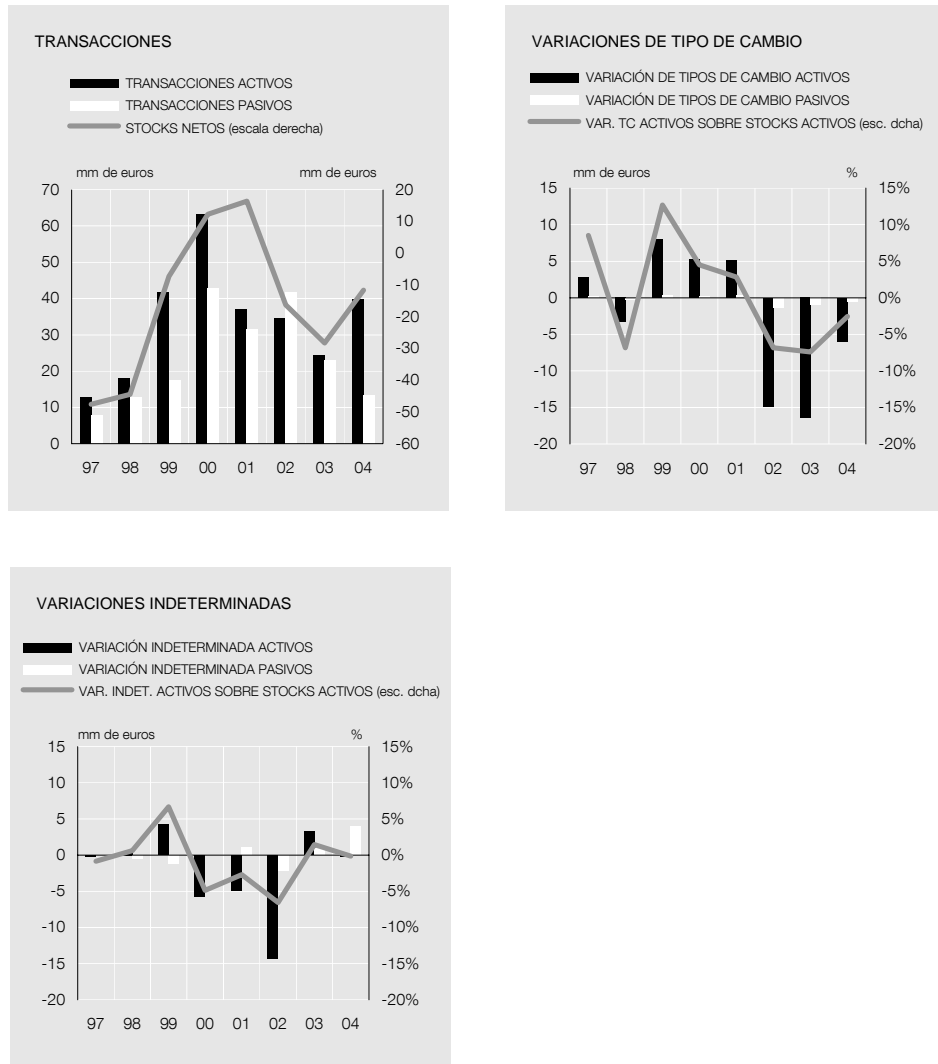 TRANSACCIONES
TRANSACCIONES ACTIVOS
TRANSACCIONES PASIVOS
STOCKS NETOS (escala derecha)
mm de euros mm de euros
70 20
60 10
50 0
40 -10
30 -20
20 -30
10 -40
0 -50
-60
97 98 99 00 01 02 03 04
VARIACIONES DE TIPO DE CAMBIO
VARIACIÓN DE TIPOS DE CAMBIO ACTIVOS
VARIACIÓN DE TIPOS DE CAMBIO PASIVOS
VAR. TC ACTIVOS SOBRE STOCKS ACTIVOS (esc. dcha)
mm de euros %
15 15%
10 10%
5 5%
0 0%
-5 -5%
-10 -10%
-15 -15%
-20 -20%
97 98 99 00 01 02 03 04
VARIACIONES INDETERMINADAS
VARIACIÓN INDETERMINADA ACTIVOS
VARIACIÓN INDETERMINADA PASIVOS
VAR. INDET. ACTIVOS SOBRE STOCKS ACTIVOS (esc. dcha)
mm de euros %
15 15%
10 10%
5 5%
0 0%
-5 -5%
-10 -10%
-15 -15%
-20 -20%
97 98 99 00 01 02 03 04